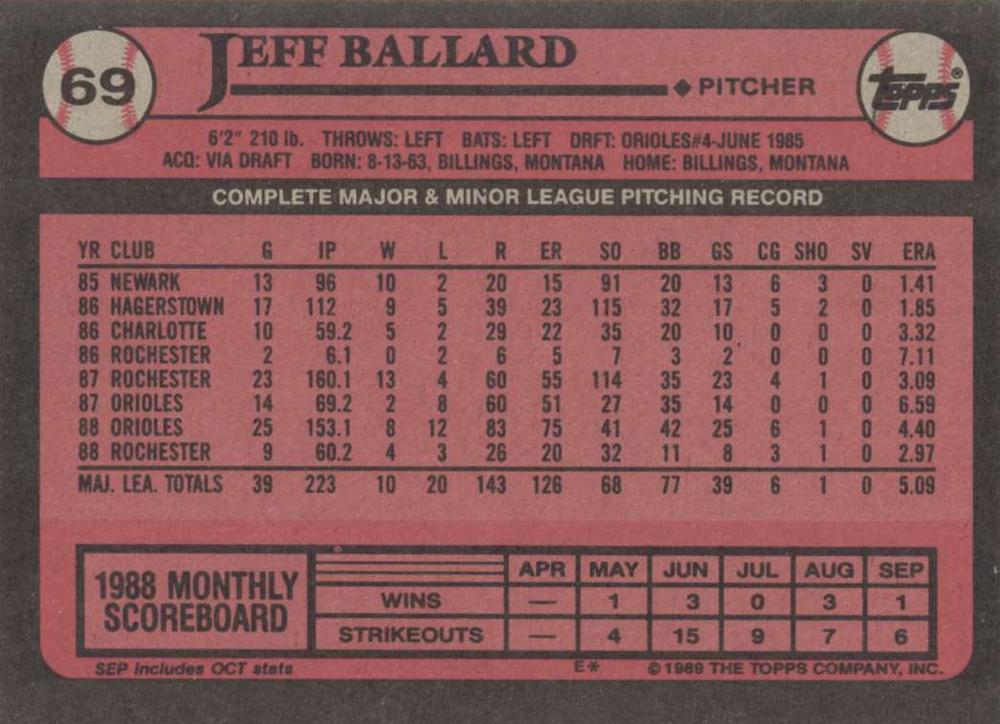 69
JEFF BALLARD
◆ PITCHER
TOPPS®
6'2" 210 lb. THROWS: LEFT BATS: LEFT DRFT: ORIOLES#4-JUNE 1985
ACQ: VIA DRAFT BORN: 8-13-63, BILLINGS, MONTANA HOME: BILLINGS, MONTANA
COMPLETE MAJOR & MINOR LEAGUE PITCHING RECORD
YR CLUB G IP W L R ER SO BB GS CG SHO SV ERA
85 NEWARK 13 96 10 2 20 15 91 20 13 6 3 0 1.41
86 HAGERSTOWN 17 112 9 5 39 23 115 32 17 5 2 0 1.85
86 CHARLOTTE 10 59.2 5 2 29 22 35 20 10 0 0 0 3.32
86 ROCHESTER 2 6.1 0 2 6 5 7 3 2 0 0 0 7.11
87 ROCHESTER 23 160.1 13 4 60 55 114 35 23 4 1 0 3.09
87 ORIOLES 14 69.2 2 8 60 51 27 35 14 0 0 0 6.59
88 ORIOLES 25 153.1 8 12 83 75 41 42 25 6 1 0 4.40
88 ROCHESTER 9 60.2 4 3 26 20 32 11 8 3 1 0 2.97
MAJ. LEA. TOTALS 39 223 10 20 143 126 68 77 39 6 1 0 5.09
1988 MONTHLY
SCOREBOARD
APR MAY JUN JUL AUG SEP
WINS — 1 3 0 3 1
STRIKEOUTS — 4 15 9 7 6
SEP includes OCT stats E* ©1989 THE TOPPS COMPANY, INC.